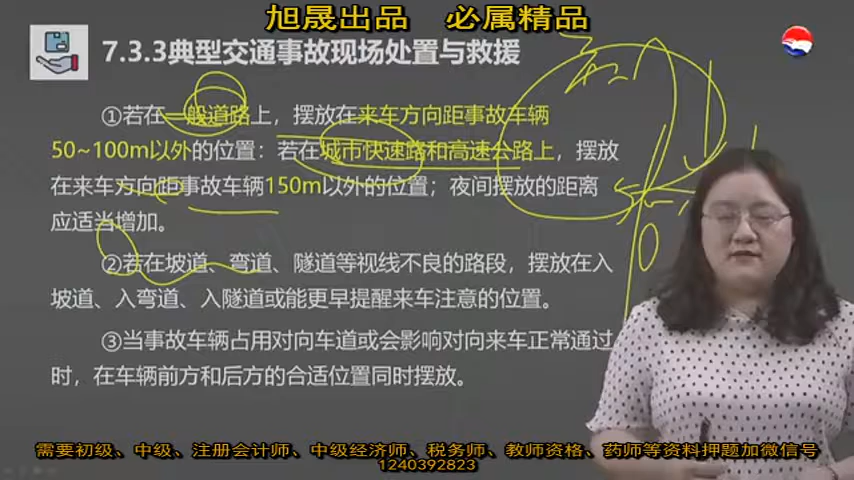 旭晟出品 必属精品
7.3.3典型交通事故现场处置与救援
①若在一般道路上，摆放在来车方向距事故车辆
50~100m以外的位置：若在城市快速路和高速公路上，摆放
在来车方向距事故车辆150m以外的位置；夜间摆放的距离
应适当增加。
②若在坡道、弯道、隧道等视线不良的路段，摆放在入
坡道、入弯道、入隧道或能更早提醒来车注意的位置。
③当事故车辆占用对向车道或会影响对向来车正常通过
时，在车辆前方和后方的合适位置同时摆放。
需要初级、中级、注册会计师、中级经济师、税务师、教师资格、药师等资料押题加微信号
1240392823